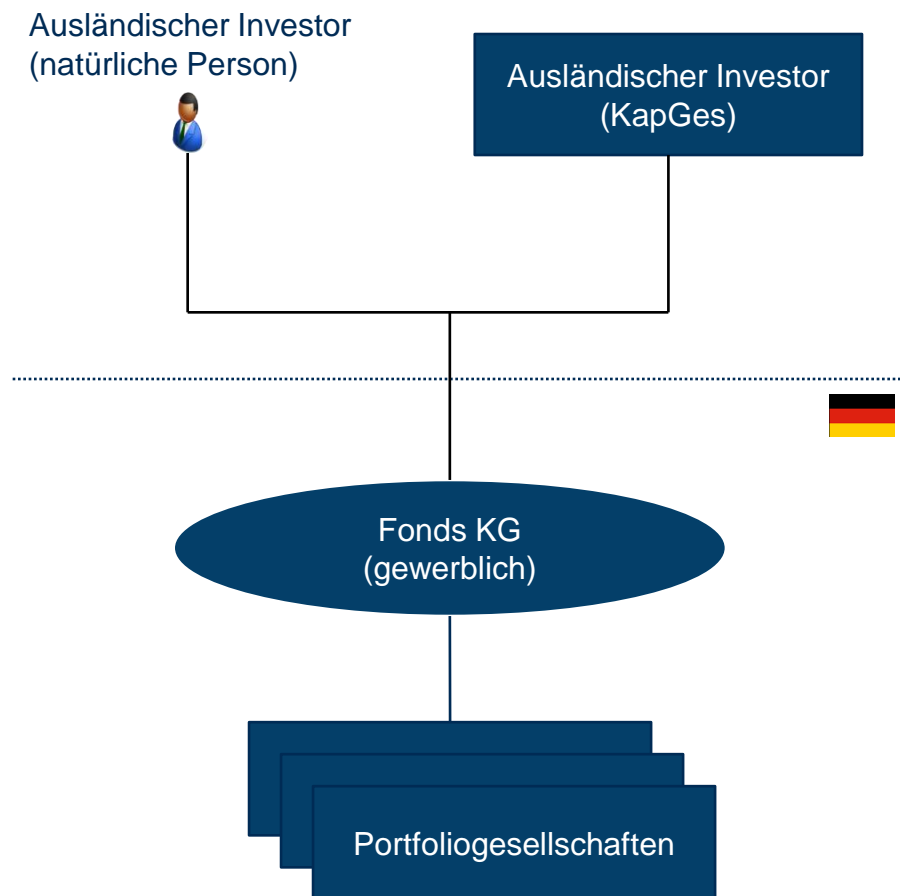 Ausländischer Investor
(natürliche Person)
Ausländischer Investor
(KapGes)
Fonds KG
(gewerblich)
Portfoliogesellschaften